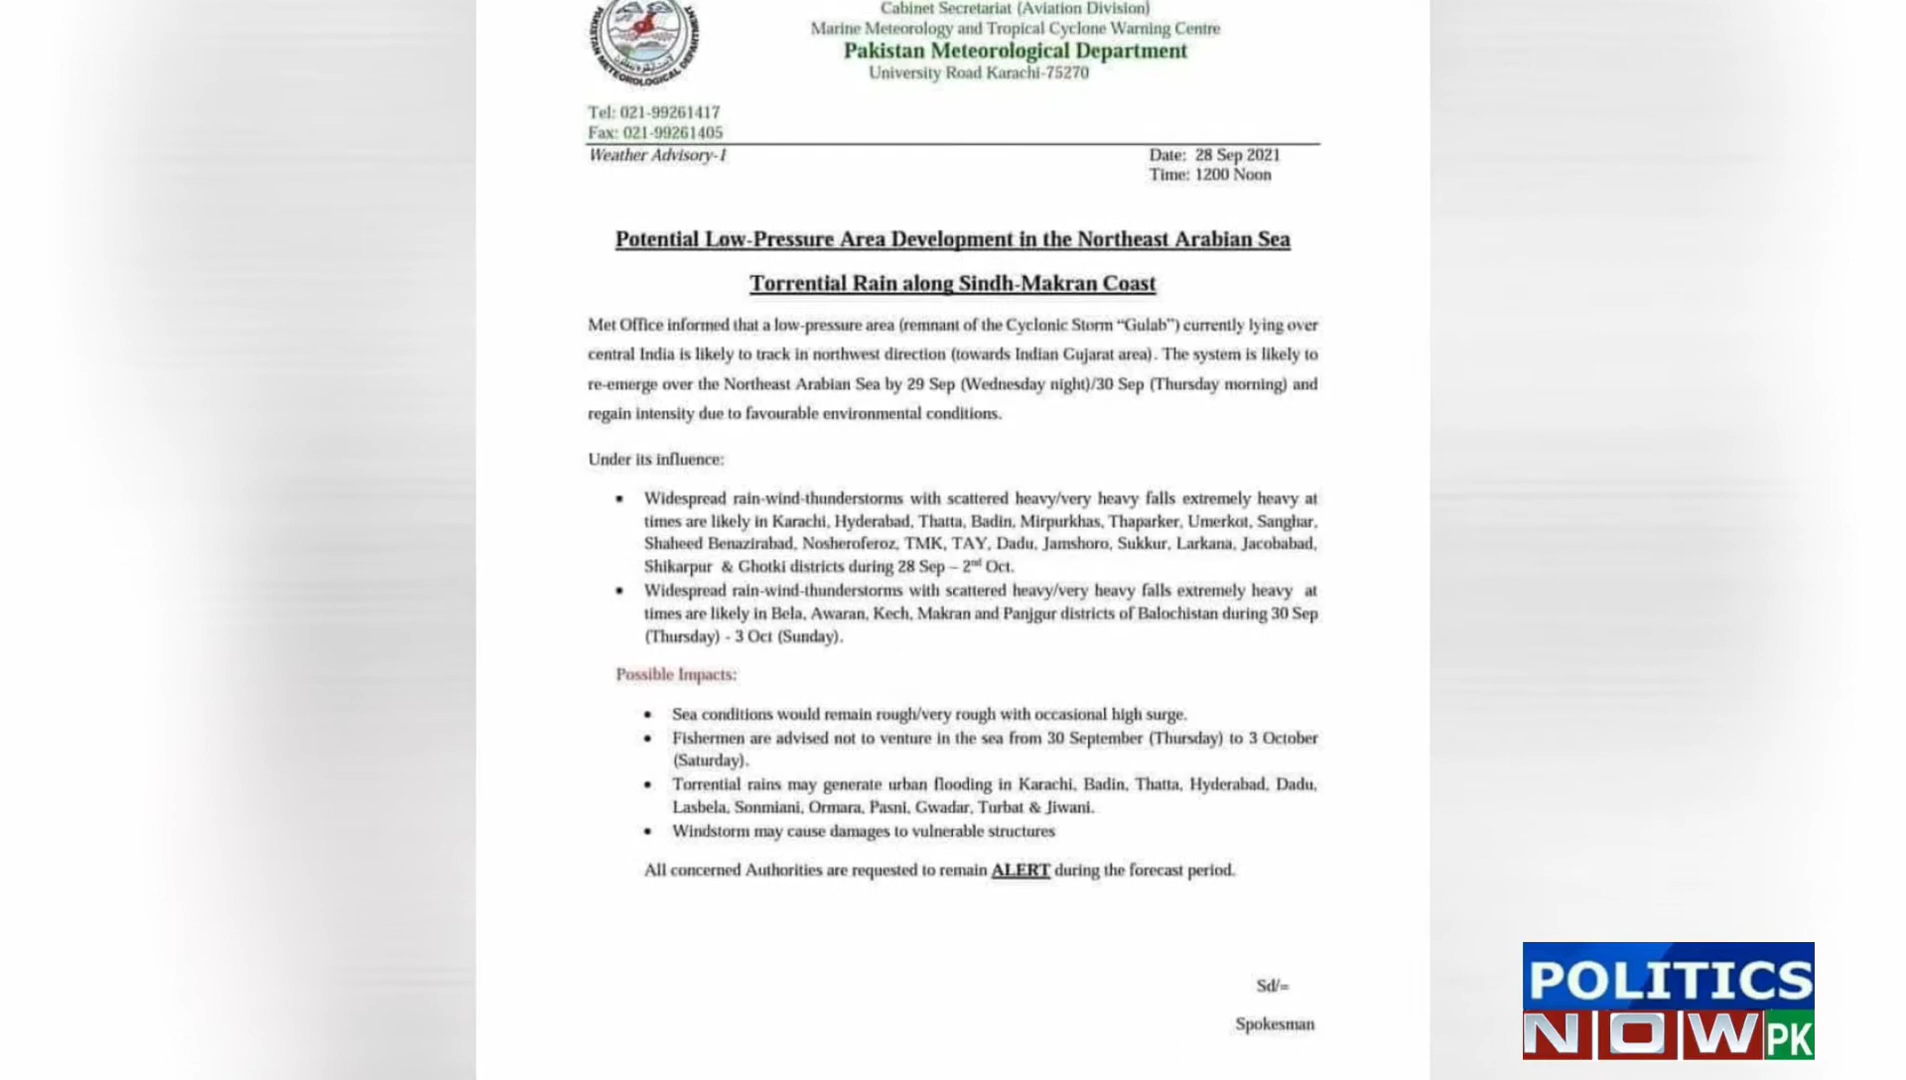 Cabinet Secretariat (Aviation Division)
Marine Meteorology and Tropical Cyclone Warning Centre
Pakistan Meteorological Department
University Road Karachi-75270
PAKISTAN METEOROLOGICAL DEPARTMENT
Tel: 021-99261417
Fax: 021-99261405
Weather Advisory-1
Date: 28 Sep 2021
Time: 1200 Noon
Potential Low-Pressure Area Development in the Northeast Arabian Sea
Torrential Rain along Sindh-Makran Coast
Met Office informed that a low-pressure area (remnant of the Cyclonic Storm “Gulab”) currently lying over
central India is likely to track in northwest direction (towards Indian Gujarat area). The system is likely to
re-emerge over the Northeast Arabian Sea by 29 Sep (Wednesday night)/30 Sep (Thursday morning) and
regain intensity due to favourable environmental conditions.
Under its influence:
• Widespread rain-wind-thunderstorms with scattered heavy/very heavy falls extremely heavy at
times are likely in Karachi, Hyderabad, Thatta, Badin, Mirpurkhas, Thaparker, Umerkot, Sanghar,
Shaheed Benazirabad, Nosheroferoz, TMK, TAY, Dadu, Jamshoro, Sukkur, Larkana, Jacobabad,
Shikarpur & Ghotki districts during 28 Sep – 2nd Oct.
• Widespread rain-wind-thunderstorms with scattered heavy/very heavy falls extremely heavy at
times are likely in Bela, Awaran, Kech, Makran and Panjgur districts of Balochistan during 30 Sep
(Thursday) - 3 Oct (Sunday).
Possible Impacts:
• Sea conditions would remain rough/very rough with occasional high surge.
• Fishermen are advised not to venture in the sea from 30 September (Thursday) to 3 October
(Saturday).
• Torrential rains may generate urban flooding in Karachi, Badin, Thatta, Hyderabad, Dadu,
Lasbela, Sonmiani, Ormara, Pasni, Gwadar, Turbat & Jiwani.
• Windstorm may cause damages to vulnerable structures
All concerned Authorities are requested to remain ALERT during the forecast period.
Sd/=
Spokesman
POLITICS
NOW PK